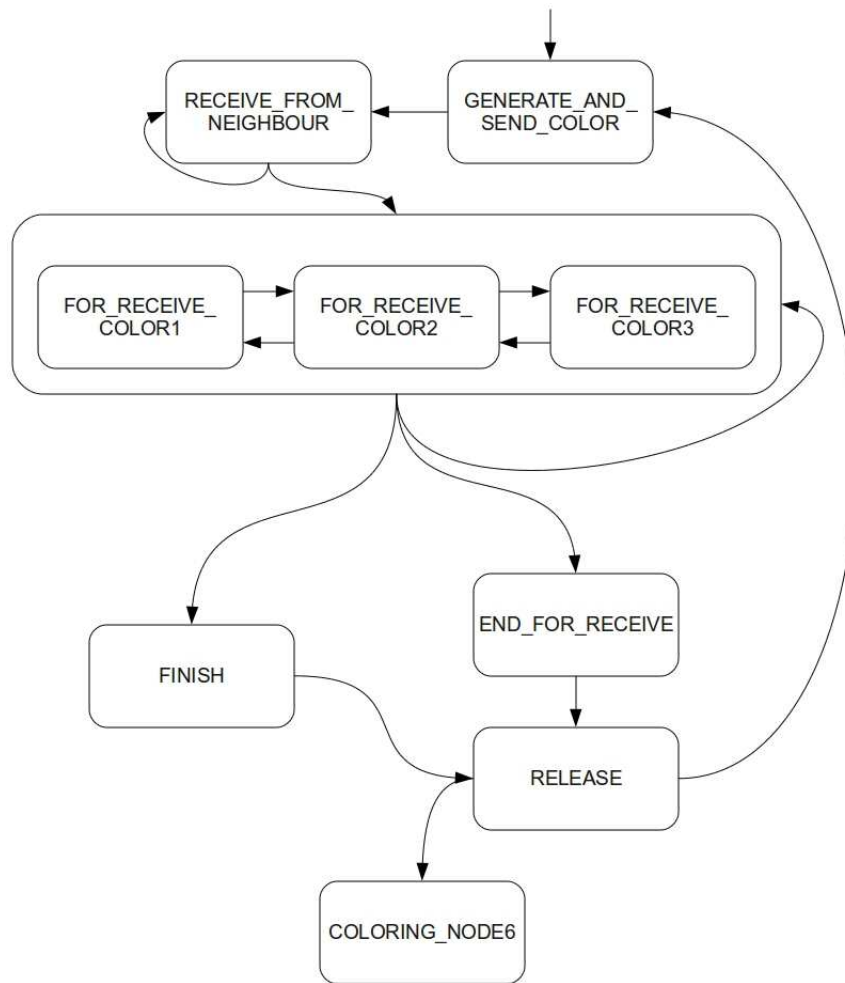 RECEIVE_FROM_
NEIGHBOUR
GENERATE_AND_
SEND_COLOR
FOR_RECEIVE_
COLOR1
FOR_RECEIVE_
COLOR2
FOR_RECEIVE_
COLOR3
END_FOR_RECEIVE
FINISH
RELEASE
COLORING_NODE6